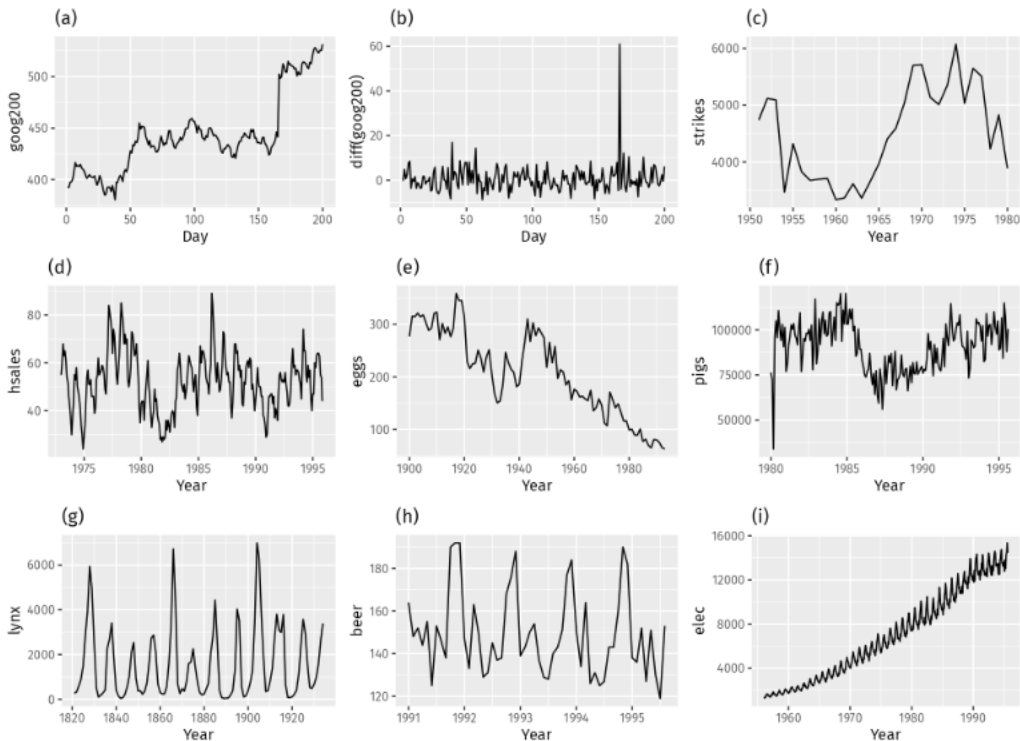 (a)
goog200
500
450
400
0 50 100 150 200
Day
(b)
diff(goog200)
60
40
20
0
0 50 100 150 200
Day
(c)
strikes
6000
5000
4000
1950 1955 1960 1965 1970 1975 1980
Year
(d)
hsales
80
60
40
1975 1980 1985 1990 1995
Year
(e)
eggs
300
200
100
1900 1920 1940 1960 1980
Year
(f)
pigs
100000
75000
50000
1980 1985 1990 1995
Year
(g)
lynx
6000
4000
2000
0
1820 1840 1860 1880 1900 1920
Year
(h)
beer
180
160
140
120
1991 1992 1993 1994 1995
Year
(i)
elec
16000
12000
8000
4000
1960 1970 1980 1990
Year